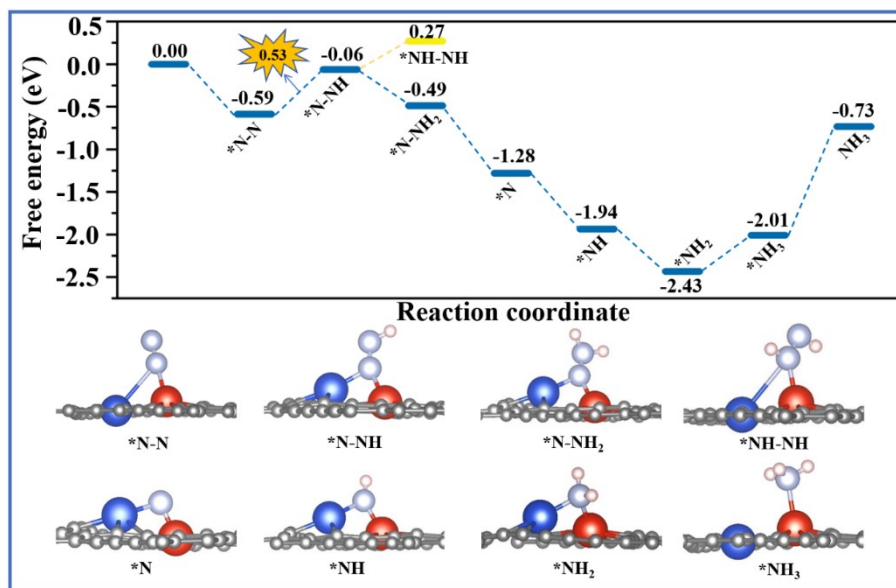 Free energy (eV)
0.5
0.0
-0.5
-1.0
-1.5
-2.0
-2.5
0.00
-0.59
*N-N
0.53
-0.06
*N-NH
0.27
*NH-NH
-0.49
*N-NH₂
-1.28
*N
-1.94
*NH
*NH₂
-2.43
-2.01
*NH₃
-0.73
NH₃
Reaction coordinate
*N-N
*N-NH
*N-NH₂
*NH-NH
*N
*NH
*NH₂
*NH₃